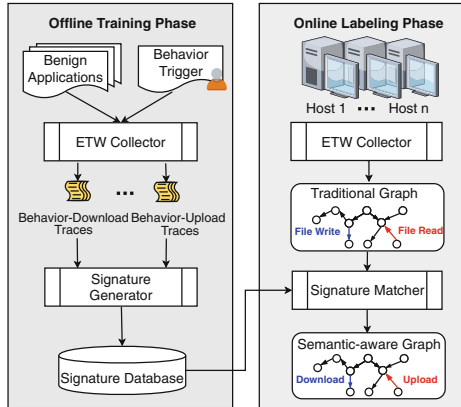 Offline Training Phase
Benign
Applications
Behavior
Trigger
ETW Collector
...
Behavior-Download
Traces
Behavior-Upload
Traces
Signature
Generator
Signature Database
Online Labeling Phase
Host 1 ... Host n
ETW Collector
Traditional Graph
File Write
File Read
Signature Matcher
Semantic-aware Graph
Download
Upload